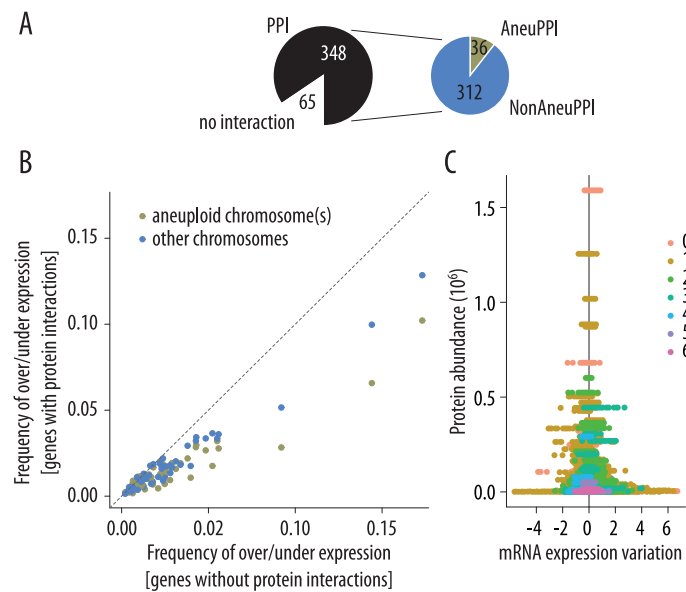 A
PPI
348
65
no interaction
AneuPPI
36
312
NonAneuPPI
B
aneuploid chromosome(s)
other chromosomes
Frequency of over/under expression
[genes with protein interactions]
0.15
0.10
0.05
0.00
0.00
0.02
0.10
0.15
Frequency of over/under expression
[genes without protein interactions]
C
Protein abundance (10⁶)
1.5
1.0
0.5
0.0
-4
-2
0
2
4
6
mRNA expression variation